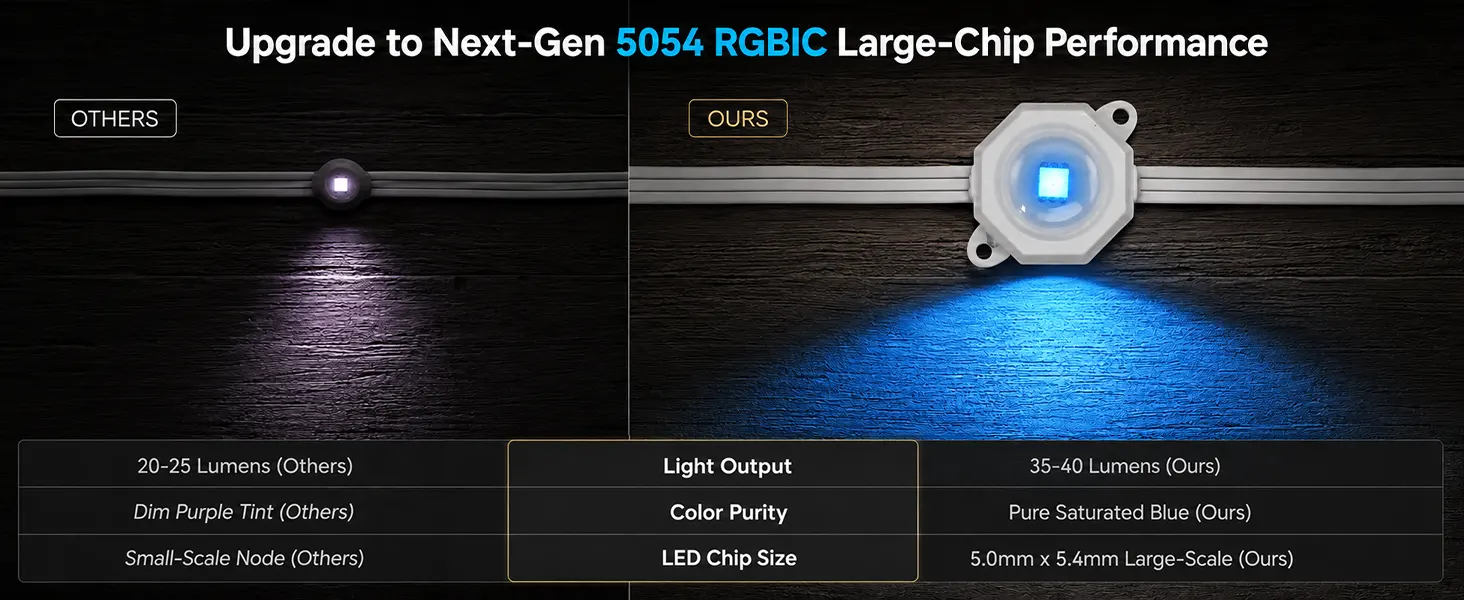 Upgrade to Next-Gen 5054 RGBIC Large-Chip Performance
OTHERS
OURS
20-25 Lumens (Others) Light Output 35-40 Lumens (Ours)
Dim Purple Tint (Others) Color Purity Pure Saturated Blue (Ours)
Small-Scale Node (Others) LED Chip Size 5.0mm x 5.4mm Large-Scale (Ours)